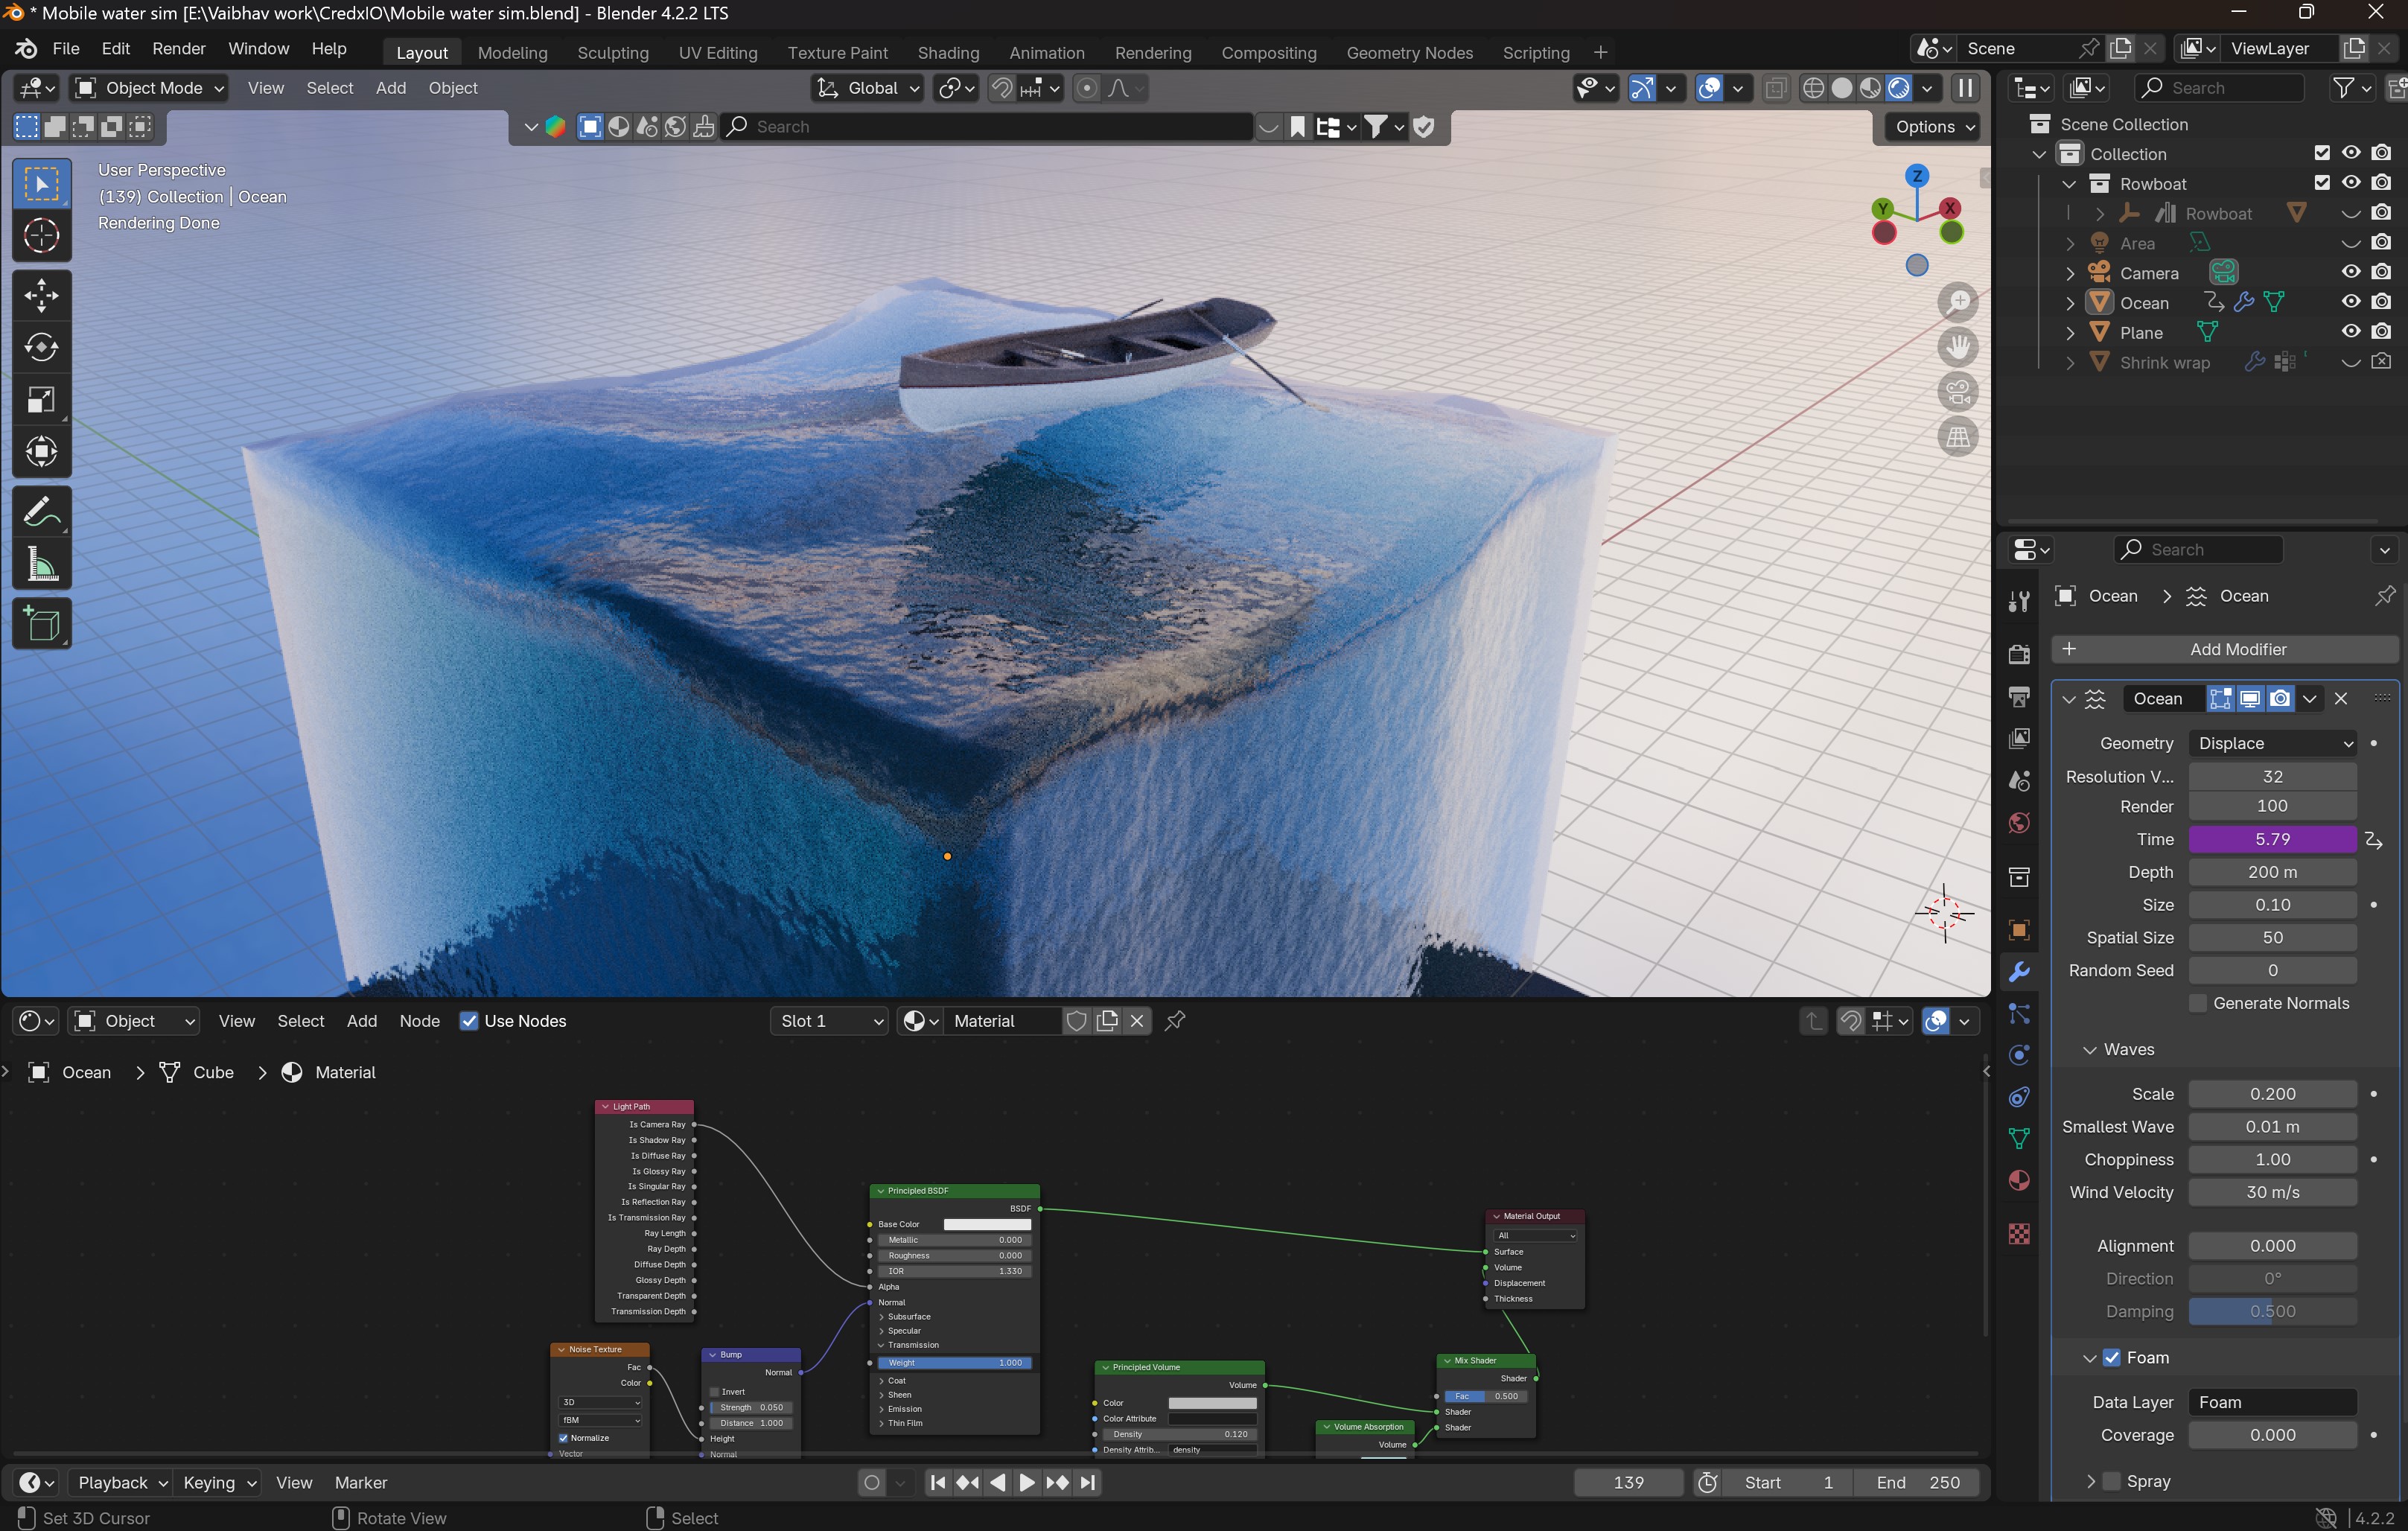 * Mobile water sim [E:\Vaibhav work\CredxIO\Mobile water sim.blend] - Blender 4.2.2 LTS
File Edit Render Window Help Layout Modeling Sculpting UV Editing Texture Paint Shading Animation Rendering Compositing Geometry Nodes Scripting + Scene ViewLayer
Object Mode View Select Add Object Global Search
Search Options
User Perspective
(139) Collection | Ocean
Rendering Done
Z
Y X
Scene Collection
Collection
Rowboat
Rowboat
Area
Camera
Ocean
Plane
Shrink wrap
Search
Ocean > Ocean
+ Add Modifier
Ocean
Geometry Displace
Resolution V... 32
Render 100
Time 5.79
Depth 200 m
Size 0.10
Spatial Size 50
Random Seed 0
Generate Normals
Waves
Scale 0.200
Smallest Wave 0.01 m
Choppiness 1.00
Wind Velocity 30 m/s
Alignment 0.000
Direction 0°
Damping 0.500
Foam
Data Layer Foam
Coverage 0.000
Spray
Object View Select Add Node Use Nodes Slot 1 Material
Ocean > Cube > Material
Light Path
Is Camera Ray
Is Shadow Ray
Is Diffuse Ray
Is Glossy Ray
Is Singular Ray
Is Reflection Ray
Is Transmission Ray
Ray Length
Ray Depth
Diffuse Depth
Glossy Depth
Transparent Depth
Transmission Depth
Noise Texture
Fac
Color
3D
fBM
Normalize
Vector
Bump
Normal
Invert
Strength 0.050
Distance 1.000
Height
Normal
Principled BSDF
BSDF
Base Color
Metallic 0.000
Roughness 0.000
IOR 1.330
Alpha
Normal
Subsurface
Specular
Transmission
Weight 1.000
Coat
Sheen
Emission
Thin Film
Principled Volume
Volume
Color
Color Attribute
Density 0.120
Density Attrib... density
Volume Absorption
Volume
Mix Shader
Shader
Fac 0.500
Shader
Shader
Material Output
All
Surface
Volume
Displacement
Thickness
Playback Keying View Marker 139 Start 1 End 250
Set 3D Cursor Rotate View Select 4.2.2